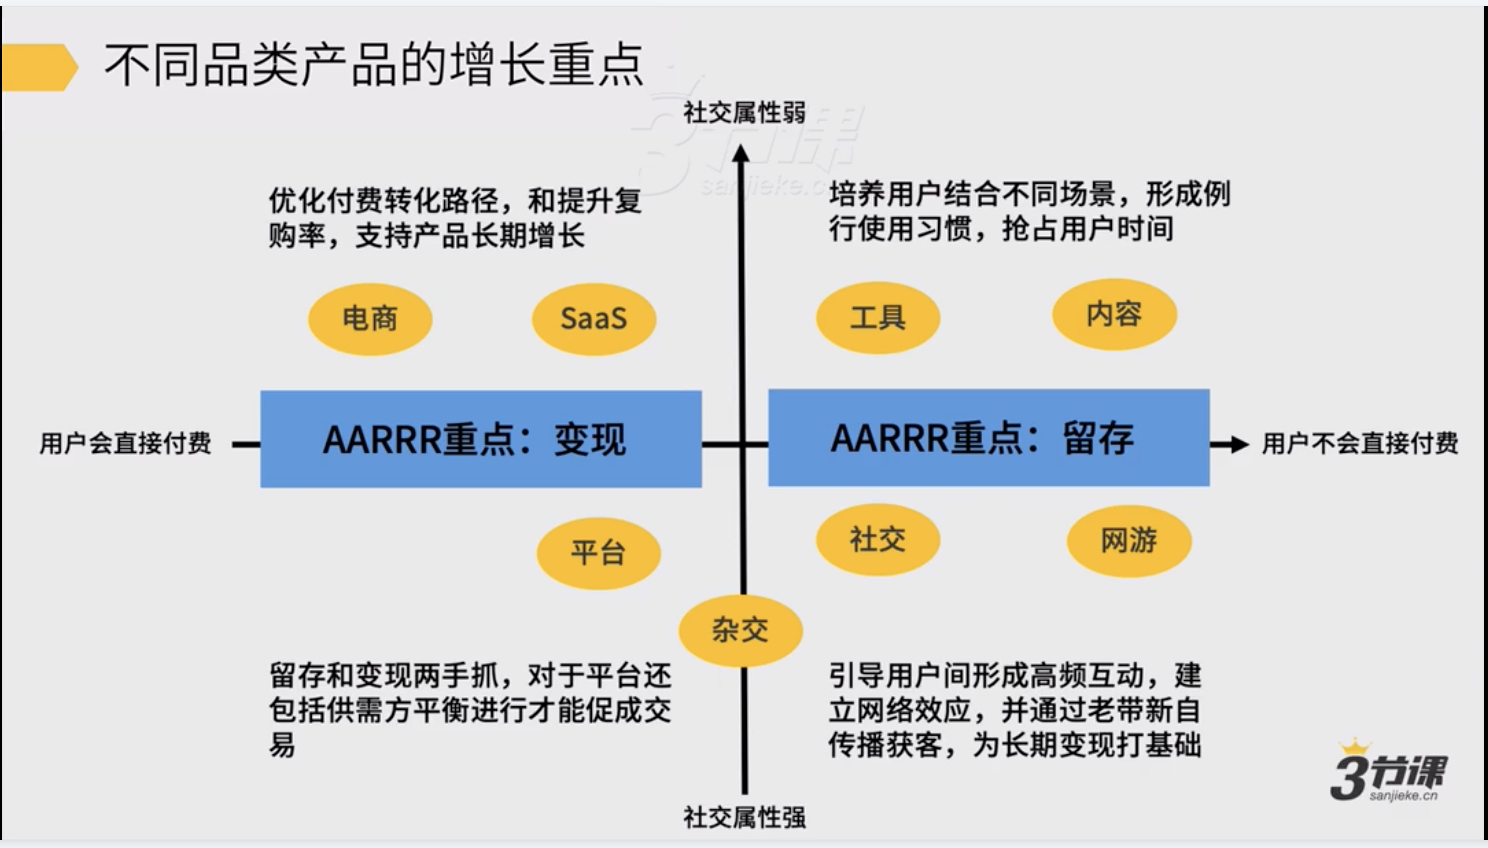 不同品类产品的增长重点
社交属性弱
3节课
sanjieke.c
优化付费转化路径，和提升复
购率，支持产品长期增长
培养用户结合不同场景，形成例
行使用习惯，抢占用户时间
电商
SaaS
工具
内容
用户会直接付费
AARRR重点：变现
AARRR重点：留存
用户不会直接付费
平台
社交
网游
杂交
留存和变现两手抓，对于平台还
包括供需方平衡进行才能促成交
易
引导用户间形成高频互动，建
立网络效应，并通过老带新自
传播获客，为长期变现打基础
社交属性强
3节课
sanjieke.cn